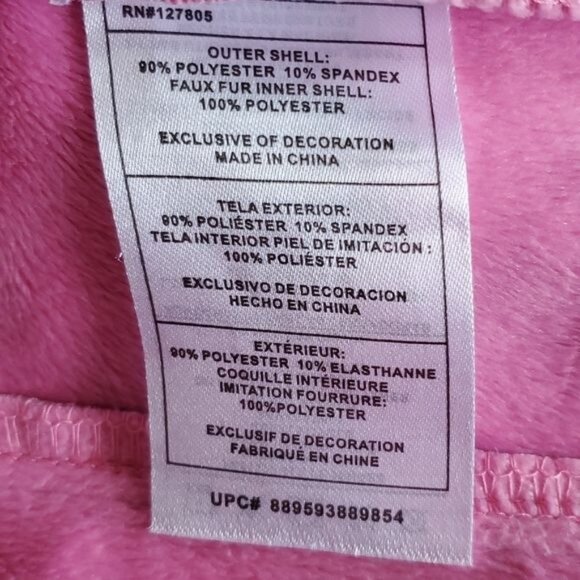 RN#127805
OUTER SHELL:
90% POLYESTER 10% SPANDEX
FAUX FUR INNER SHELL:
100% POLYESTER
EXCLUSIVE OF DECORATION
MADE IN CHINA
TELA EXTERIOR:
90% POLIÉSTER 10% SPANDEX
TELA INTERIOR PIEL DE IMITACIÓN :
100% POLIÉSTER
EXCLUSIVO DE DECORACION
HECHO EN CHINA
EXTÉRIEUR:
90% POLYESTER 10% ELASTHANNE
COQUILLE INTÉRIEURE
IMITATION FOURRURE:
100%POLYESTER
EXCLUSIF DE DECORATION
FABRIQUÉ EN CHINE
UPC# 889593889854